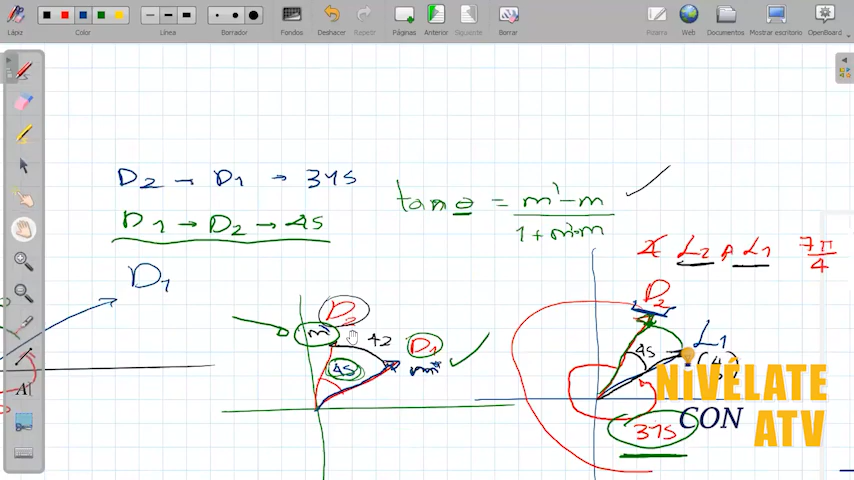 Lápiz Color Línea Borrador Fondos Deshacer Repetir Páginas Anterior Siguiente Borrar Pizarra Web Documentos Mostrar escritorio OpenBoard
D2 → D1 → 315
D1 → D2 → 45
D1
tan θ = m'-m
1+m'·m
∡ L2 A L1 7π
4
D2
m'
42
D1
45
D2
L1
45
315
NiVÉLATE
CON ATV